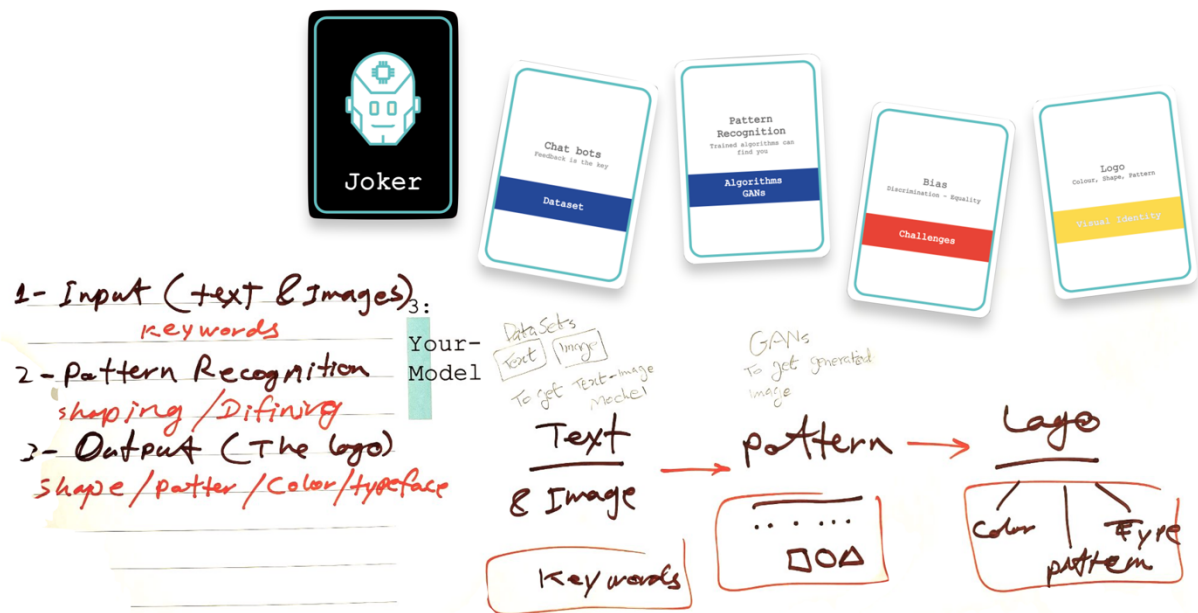 Joker
Chat bots
Feedback is the key
Dataset
Pattern
Recognition
Trained algorithms can
find you
Algorithms
GANs
Bias
Discrimination - Equality
Challenges
Logo
Colour, Shape, Pattern
Visual Identity
1- Input (text & Images)
keywords
2- Pattern Recognition
shaping / Difining
3- Output (The logo)
shape / patter / Color / typeface
3:
Your-
Model
DataSets
Text Image
To get Text-Image
Model
GANs
To get generated
image
Text
& Image
Keywords
pattern
Logo
Color
pattern
Type